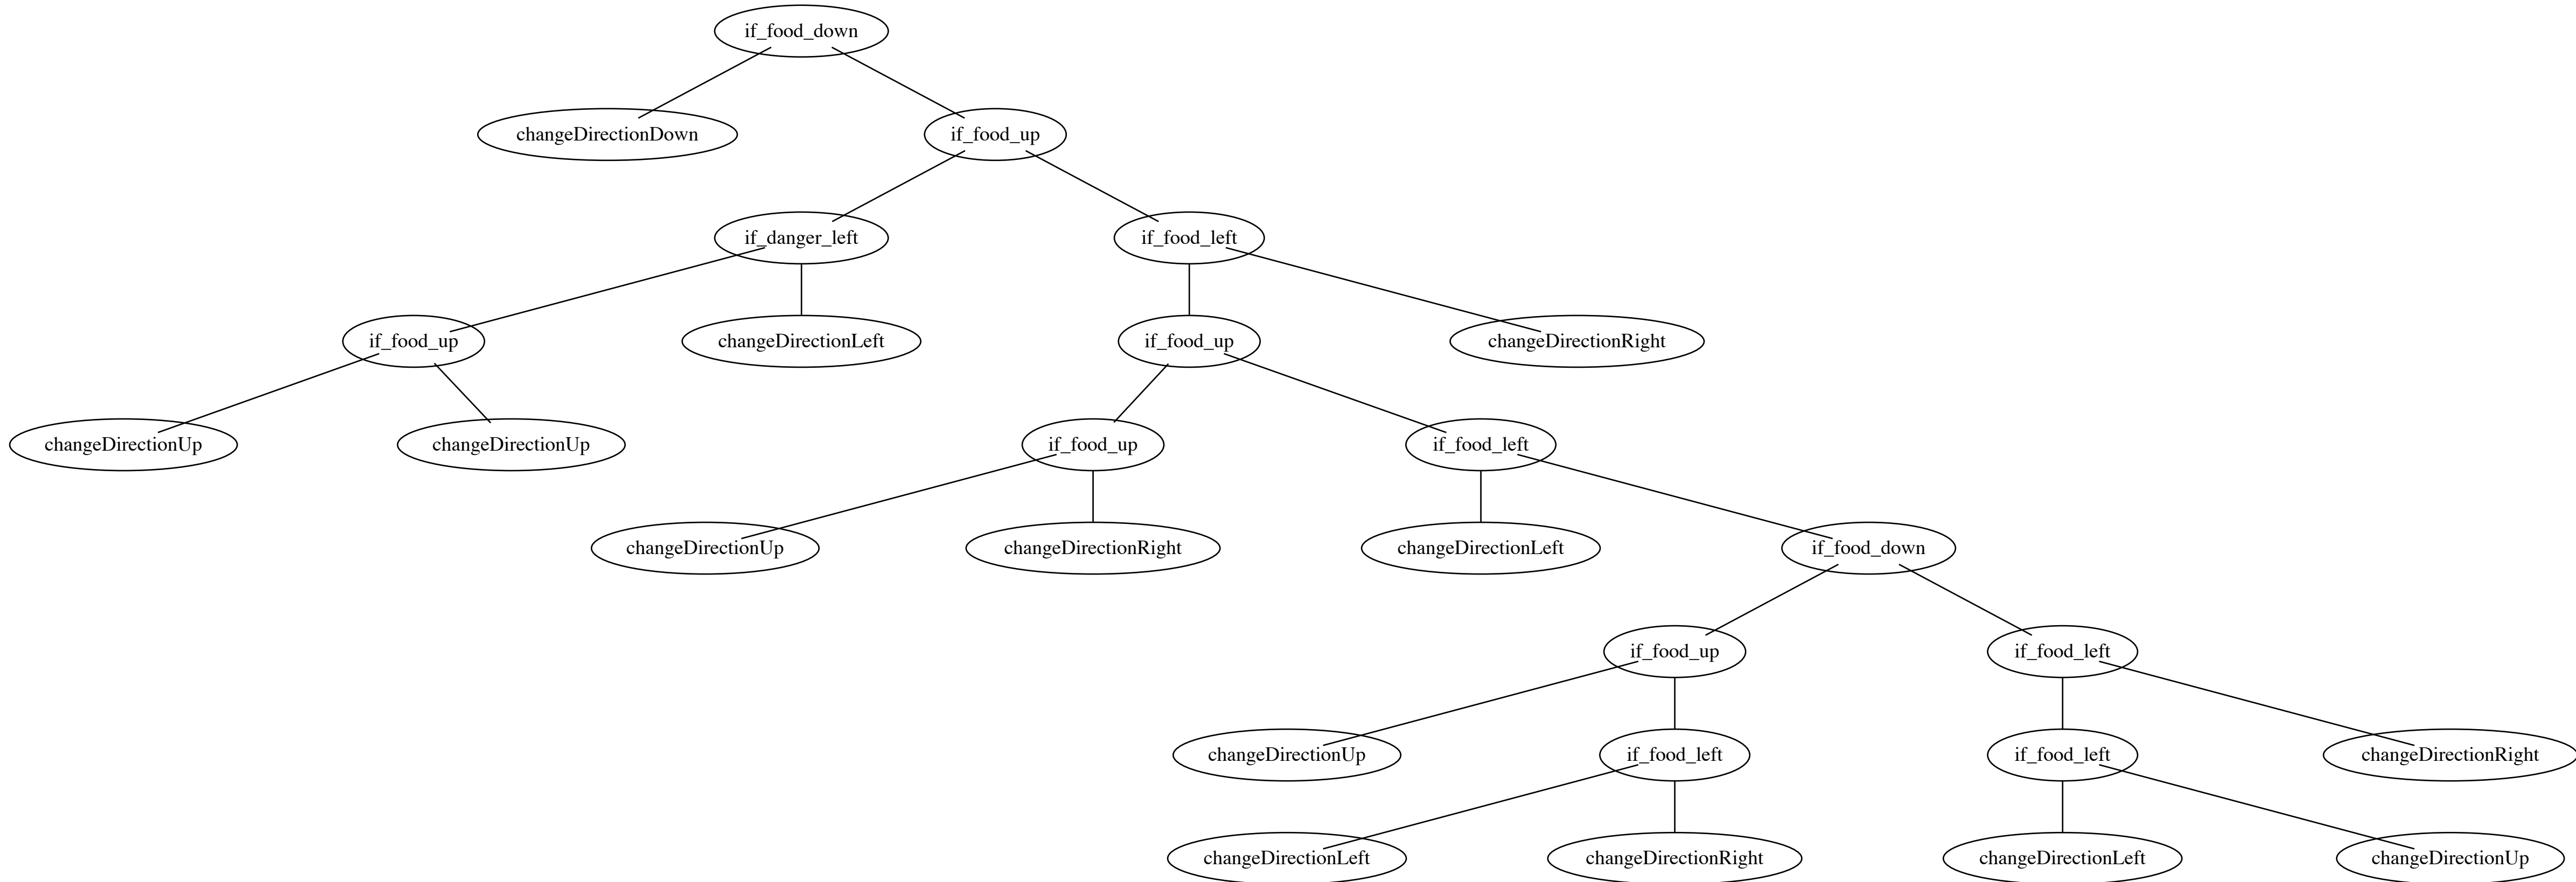 if_food_down
changeDirectionDown
if_food_up
if_danger_left
if_food_left
if_food_up
changeDirectionLeft
if_food_up
changeDirectionRight
changeDirectionUp
changeDirectionUp
if_food_up
if_food_left
changeDirectionUp
changeDirectionRight
changeDirectionLeft
if_food_down
if_food_up
if_food_left
changeDirectionUp
if_food_left
if_food_left
changeDirectionRight
changeDirectionLeft
changeDirectionRight
changeDirectionLeft
changeDirectionUp